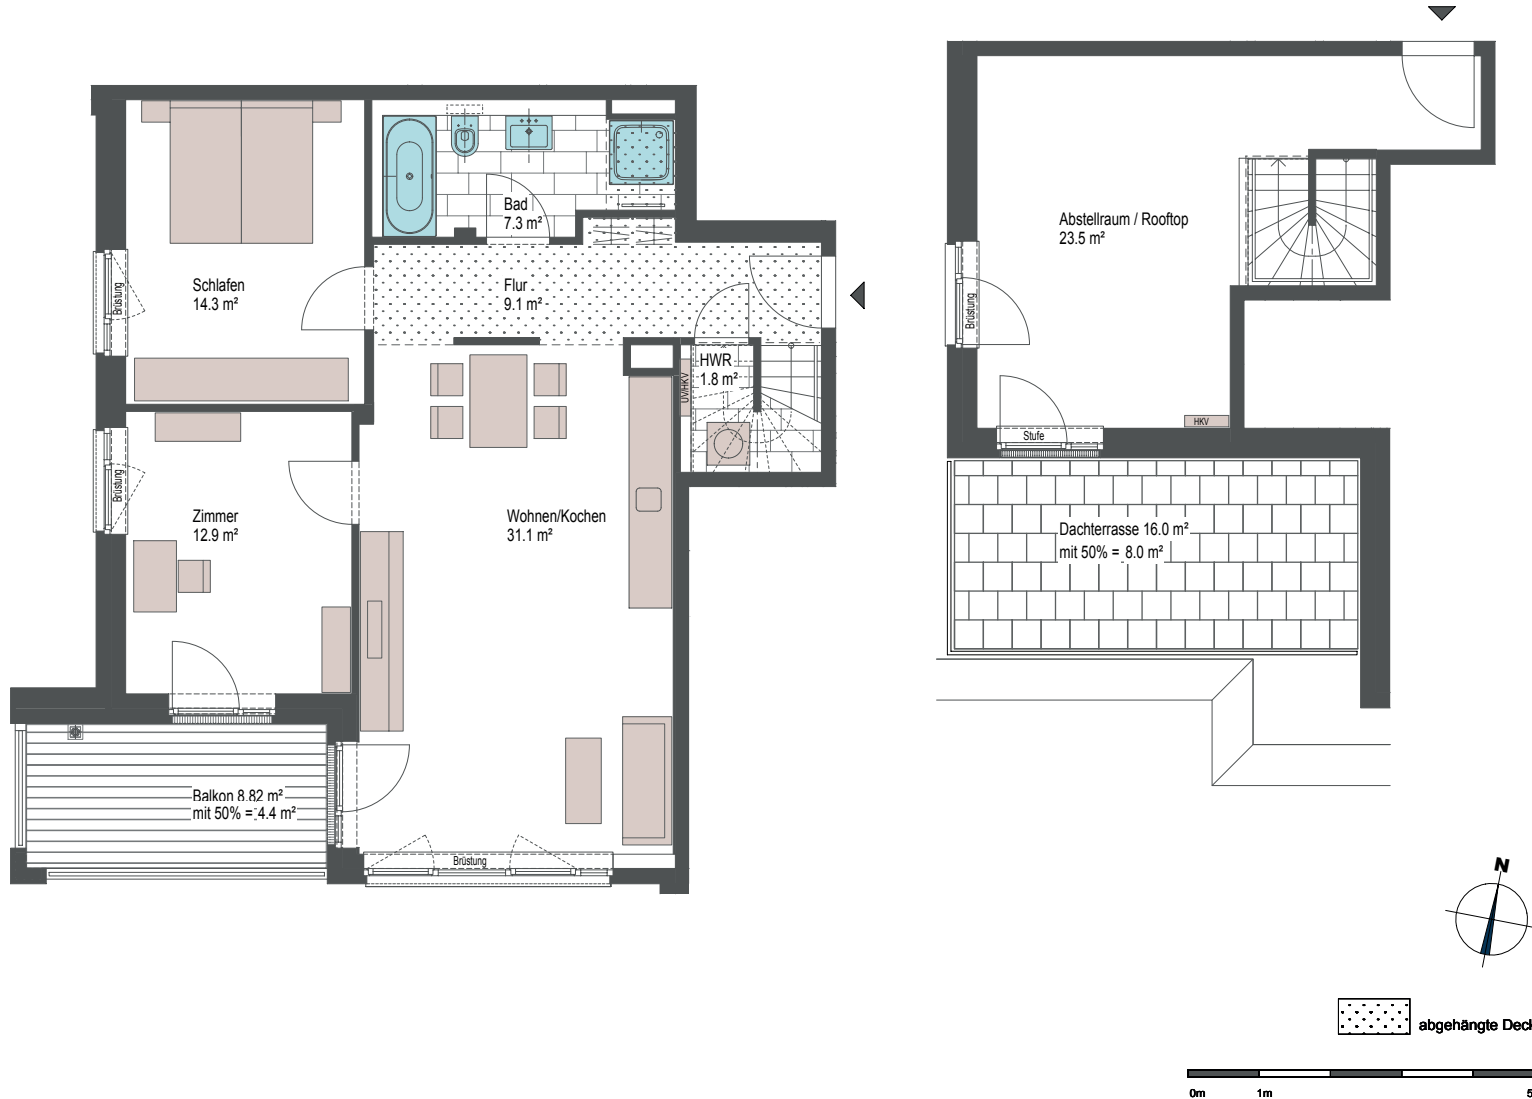 Bad
7.3 m²
Schlafen
14.3 m²
Brüstung
Flur
9.1 m²
HWR
1.8 m²
UV/HKV
Zimmer
12.9 m²
Brüstung
Wohnen/Kochen
31.1 m²
Balkon 8.82 m²
mit 50% = 4.4 m²
Brüstung
Abstellraum / Rooftop
23.5 m²
Brüstung
HKV
Stufe
Dachterrasse 16.0 m²
mit 50% = 8.0 m²
N
abgehängte Deck
0m 1m 5